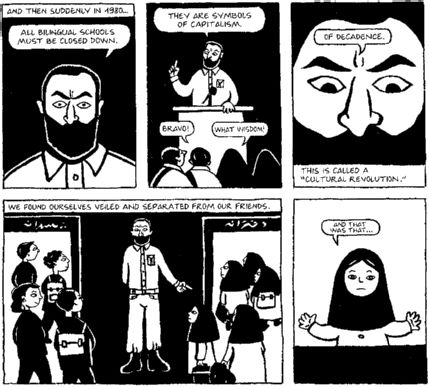 AND THEN SUDDENLY IN 1980...
ALL BILINGUAL SCHOOLS
MUST BE CLOSED DOWN.
THEY ARE SYMBOLS
OF CAPITALISM.
BRAVO!
WHAT WISDOM!
OF DECADENCE.
THIS IS CALLED A
"CULTURAL REVOLUTION."
WE FOUND OURSELVES VEILED AND SEPARATED FROM OUR FRIENDS.
AND THAT
WAS THAT...